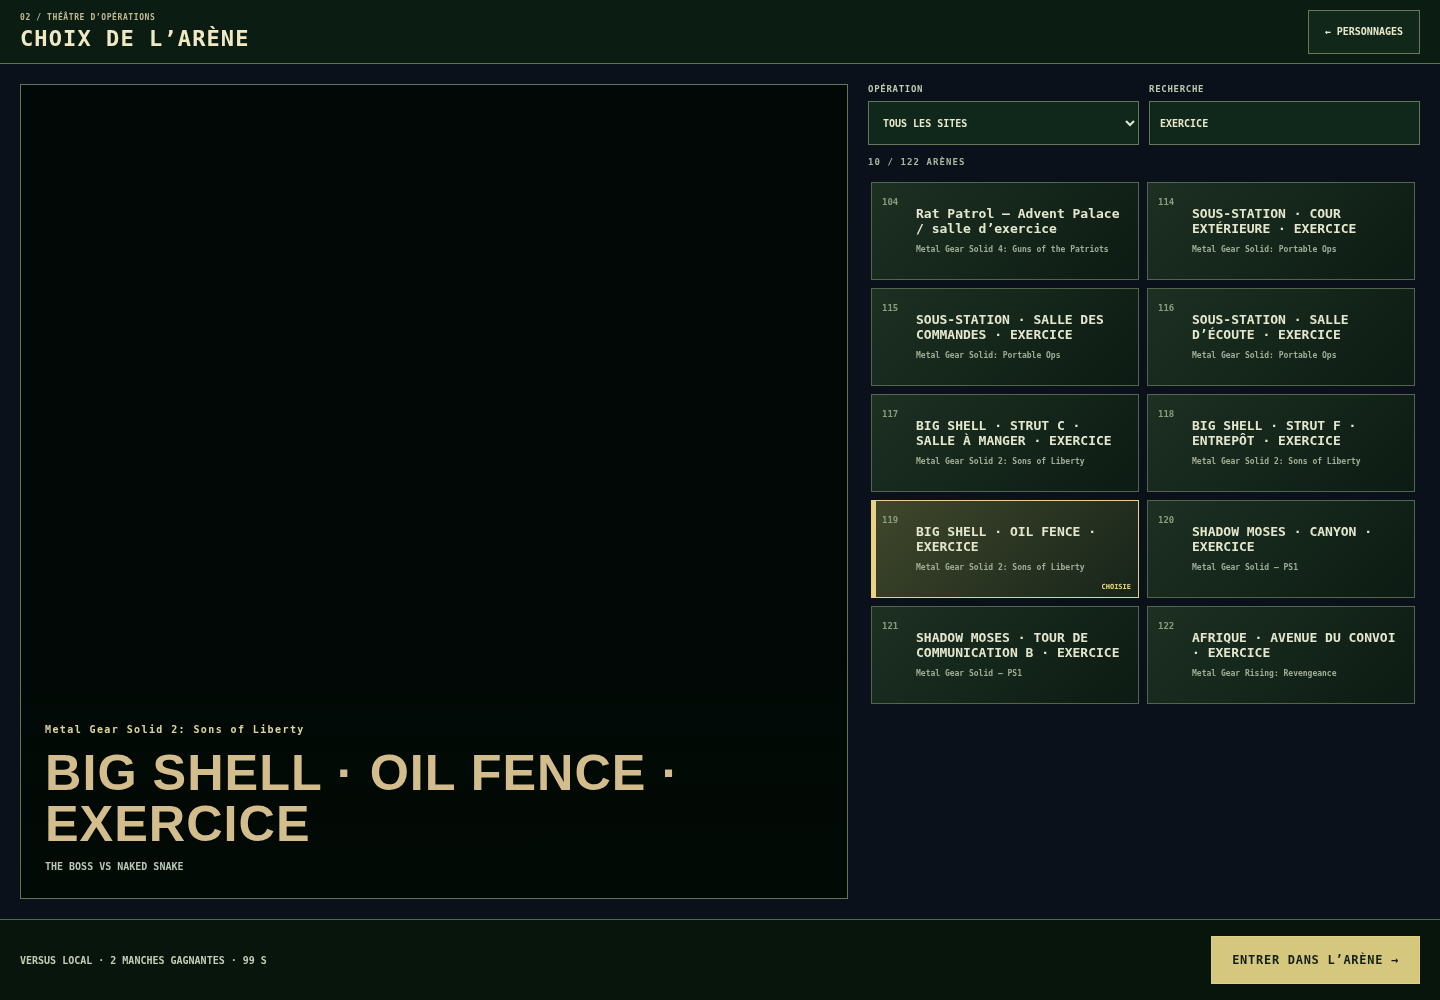 02 / THÉÂTRE D’OPÉRATIONS
CHOIX DE L’ARÈNE
← PERSONNAGES
Metal Gear Solid 2: Sons of Liberty
BIG SHELL · OIL FENCE ·
EXERCICE
THE BOSS VS NAKED SNAKE
OPÉRATION
TOUS LES SITES
RECHERCHE
EXERCICE
10 / 122 ARÈNES
104
Rat Patrol — Advent Palace
/ salle d’exercice
Metal Gear Solid 4: Guns of the Patriots
114
SOUS-STATION · COUR
EXTÉRIEURE · EXERCICE
Metal Gear Solid: Portable Ops
115
SOUS-STATION · SALLE DES
COMMANDES · EXERCICE
Metal Gear Solid: Portable Ops
116
SOUS-STATION · SALLE
D’ÉCOUTE · EXERCICE
Metal Gear Solid: Portable Ops
117
BIG SHELL · STRUT C ·
SALLE À MANGER · EXERCICE
Metal Gear Solid 2: Sons of Liberty
118
BIG SHELL · STRUT F ·
ENTREPÔT · EXERCICE
Metal Gear Solid 2: Sons of Liberty
119
BIG SHELL · OIL FENCE ·
EXERCICE
Metal Gear Solid 2: Sons of Liberty
CHOISIE
120
SHADOW MOSES · CANYON ·
EXERCICE
Metal Gear Solid — PS1
121
SHADOW MOSES · TOUR DE
COMMUNICATION B · EXERCICE
Metal Gear Solid — PS1
122
AFRIQUE · AVENUE DU CONVOI
· EXERCICE
Metal Gear Rising: Revengeance
VERSUS LOCAL · 2 MANCHES GAGNANTES · 99 S
ENTRER DANS L’ARÈNE →